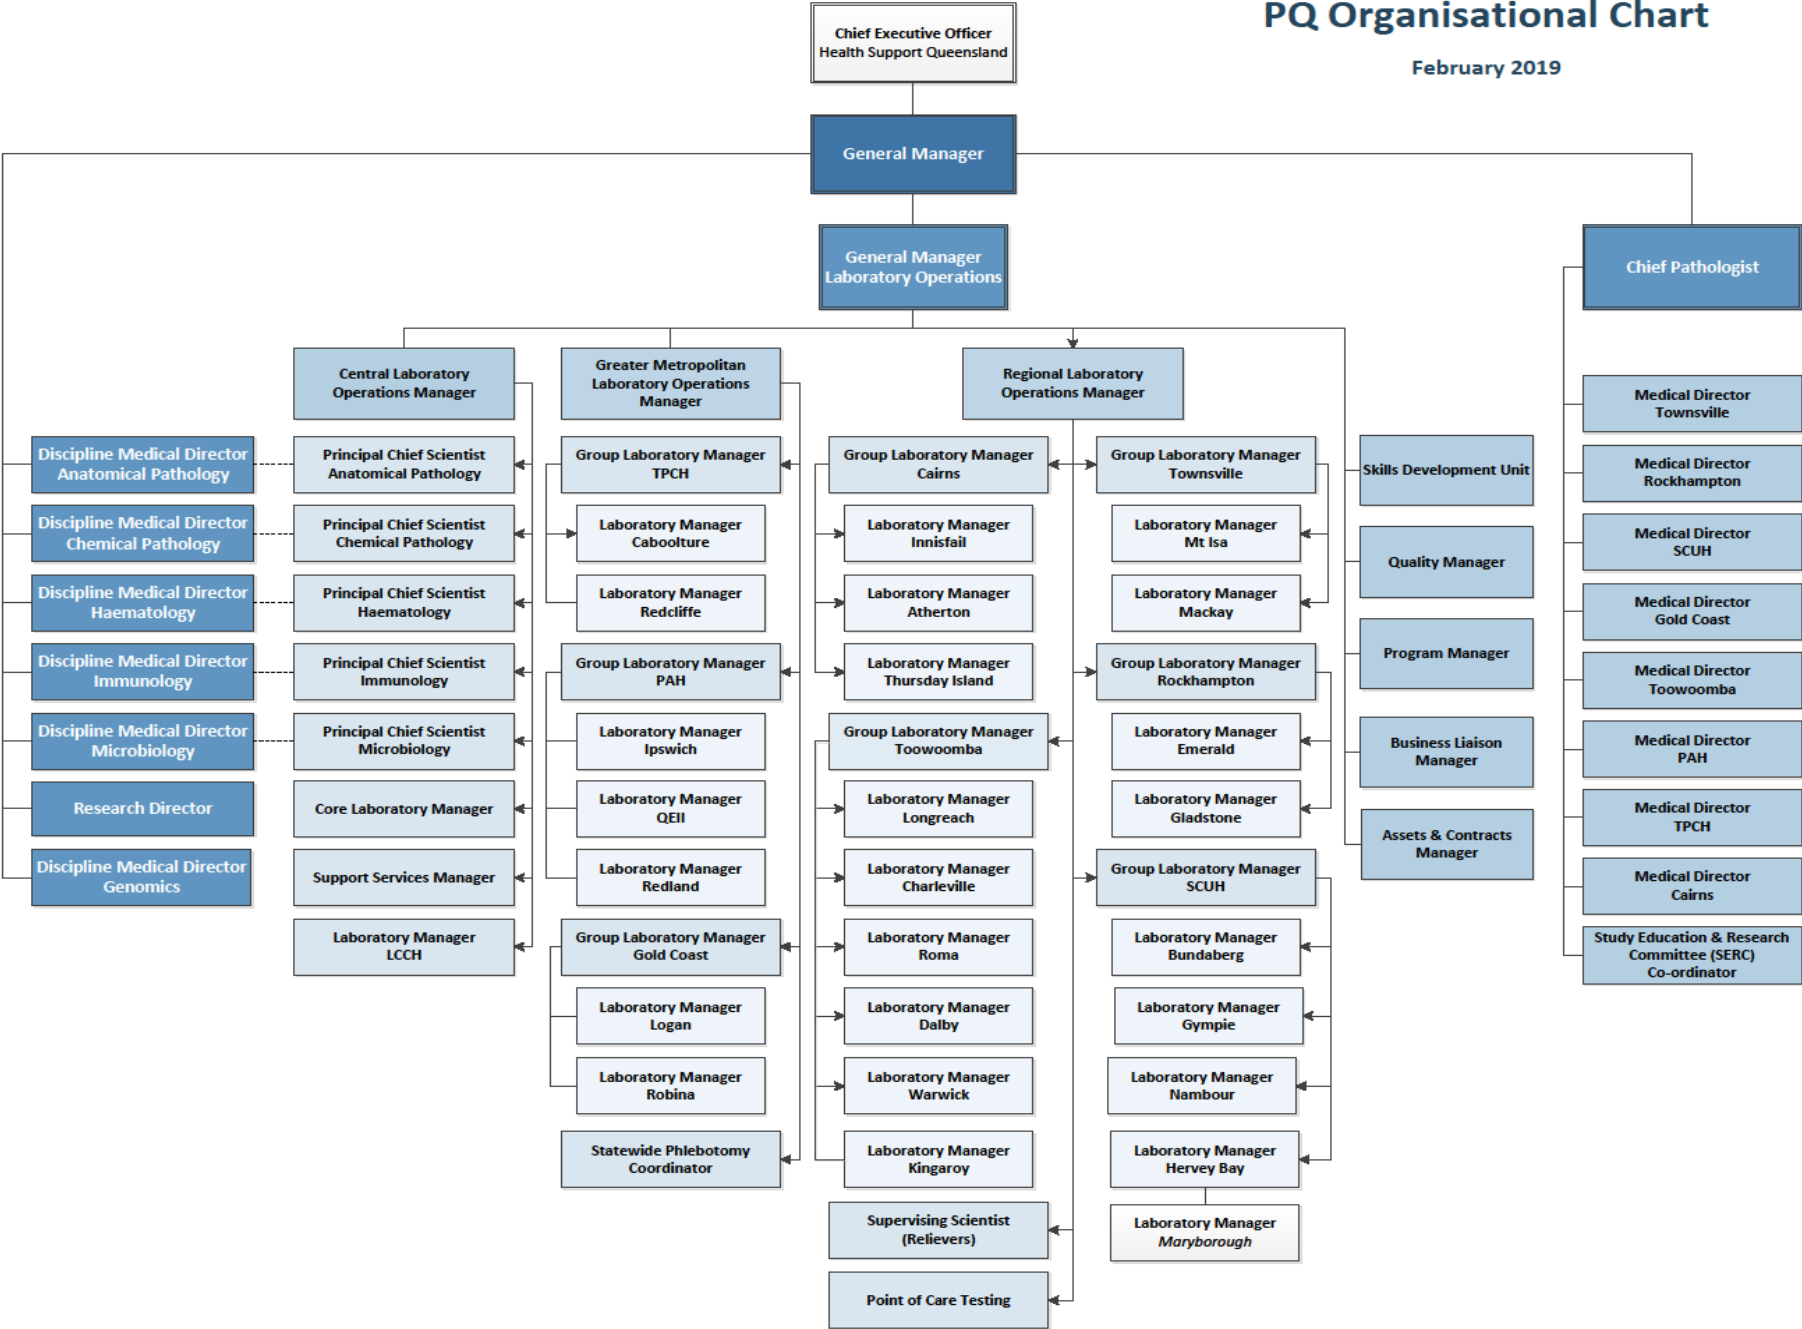 PQ Organisational Chart
February 2019
Chief Executive Officer
Health Support Queensland
General Manager
General Manager
Laboratory Operations
Chief Pathologist
Central Laboratory
Operations Manager
Greater Metropolitan
Laboratory Operations
Manager
Regional Laboratory
Operations Manager
Discipline Medical Director
Anatomical Pathology
Discipline Medical Director
Chemical Pathology
Discipline Medical Director
Haematology
Discipline Medical Director
Immunology
Discipline Medical Director
Microbiology
Research Director
Discipline Medical Director
Genomics
Principal Chief Scientist
Anatomical Pathology
Principal Chief Scientist
Chemical Pathology
Principal Chief Scientist
Haematology
Principal Chief Scientist
Immunology
Principal Chief Scientist
Microbiology
Core Laboratory Manager
Support Services Manager
Laboratory Manager
LCCH
Group Laboratory Manager
TPCH
Laboratory Manager
Caboolture
Laboratory Manager
Redcliffe
Group Laboratory Manager
PAH
Laboratory Manager
Ipswich
Laboratory Manager
QEII
Laboratory Manager
Redland
Group Laboratory Manager
Gold Coast
Laboratory Manager
Logan
Laboratory Manager
Robina
Statewide Phlebotomy
Coordinator
Group Laboratory Manager
Cairns
Laboratory Manager
Innisfail
Laboratory Manager
Atherton
Laboratory Manager
Thursday Island
Group Laboratory Manager
Toowoomba
Laboratory Manager
Longreach
Laboratory Manager
Charleville
Laboratory Manager
Roma
Laboratory Manager
Dalby
Laboratory Manager
Warwick
Laboratory Manager
Kingaroy
Supervising Scientist
(Relievers)
Point of Care Testing
Group Laboratory Manager
Townsville
Laboratory Manager
Mt Isa
Laboratory Manager
Mackay
Group Laboratory Manager
Rockhampton
Laboratory Manager
Emerald
Laboratory Manager
Gladstone
Group Laboratory Manager
SCUH
Laboratory Manager
Bundaberg
Laboratory Manager
Gympie
Laboratory Manager
Nambour
Laboratory Manager
Hervey Bay
Laboratory Manager
Maryborough
Skills Development Unit
Quality Manager
Program Manager
Business Liaison
Manager
Assets & Contracts
Manager
Medical Director
Townsville
Medical Director
Rockhampton
Medical Director
SCUH
Medical Director
Gold Coast
Medical Director
Toowoomba
Medical Director
PAH
Medical Director
TPCH
Medical Director
Cairns
Study Education & Research
Committee (SERC)
Co-ordinator